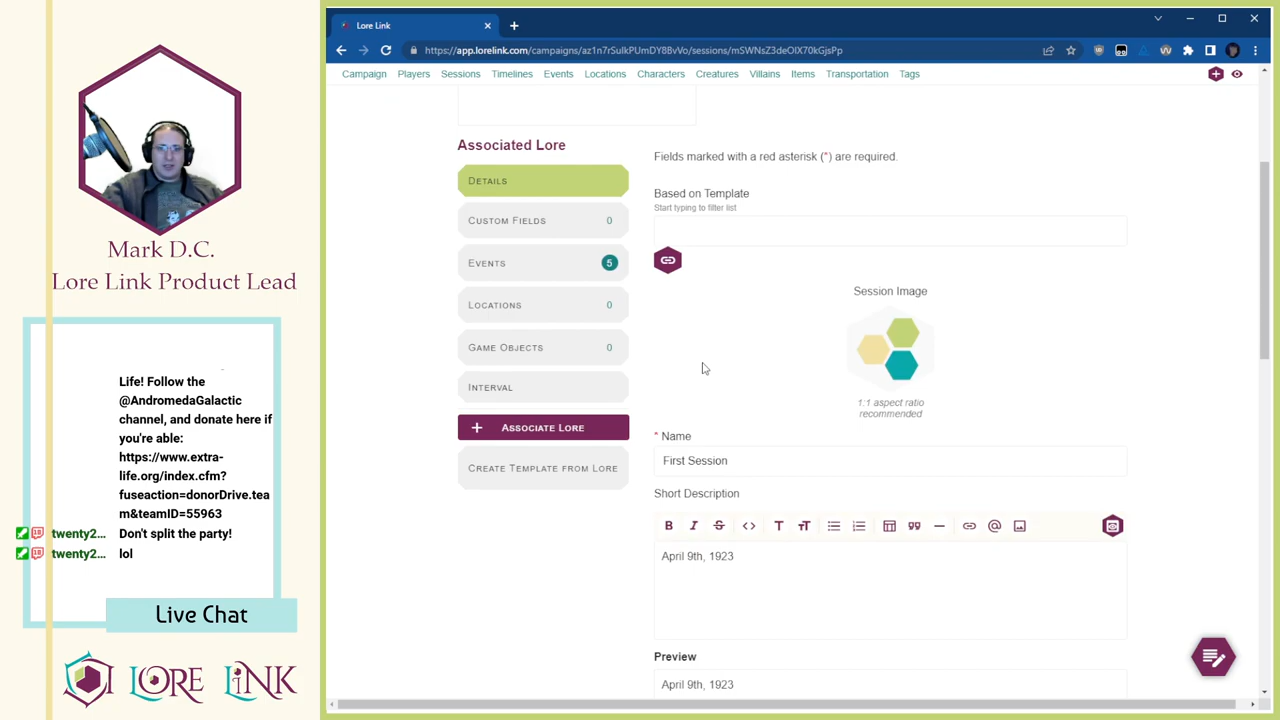 Lore Link
https://app.lorelink.com/campaigns/az1n7rSulkPUmDY8BvVo/sessions/mSWNsZ3deOlX70kGjsPp
Campaign Players Sessions Timelines Events Locations Characters Creatures Villains Items Transportation Tags
Associated Lore
DETAILS
CUSTOM FIELDS 0
EVENTS 5
LOCATIONS 0
GAME OBJECTS 0
INTERVAL
+ ASSOCIATE LORE
CREATE TEMPLATE FROM LORE
Fields marked with a red asterisk (*) are required.
Based on Template
Start typing to filter list
Session Image
1:1 aspect ratio
recommended
* Name
First Session
Short Description
April 9th, 1923
Preview
April 9th, 1923
Mark D.C.
Lore Link Product Lead
Life! Follow the
@AndromedaGalactic
channel, and donate here if
you're able:
https://www.extra-
life.org/index.cfm?
fuseaction=donorDrive.tea
m&teamID=55963
twenty2... Don't split the party!
twenty2... lol
Live Chat
LORE LINK